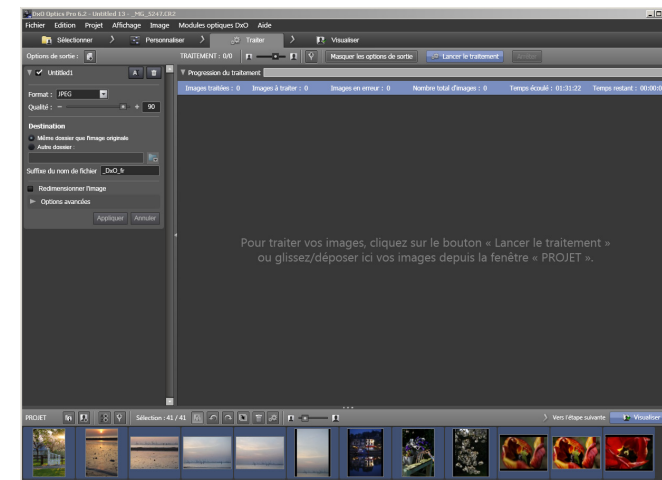 DxO Optics Pro 6.2 - Untitled 13 - _MG_3247.CR2
Fichier Edition Projet Affichage Image Modules optiques DxO Aide
Sélectionner Personnaliser Traiter Visualiser
Options de sortie : TRAITEMENT : 0/0 Masquer les options de sortie Lancer le traitement Arrêter
Untitled1 A Progression du traitement
Images traitées : 0 Images à traiter : 0 Images en erreur : 0 Nombre total d'images : 0 Temps écoulé : 01:31:22 Temps restant : 00:00:0
Format : JPEG
Qualité : - + 90
Destination
Même dossier que l'image originale
Autre dossier :
Suffixe du nom de fichier _DxO_fr
Redimensionner l'image
Options avancées
Appliquer Annuler
Pour traiter vos images, cliquez sur le bouton « Lancer le traitement »
ou glissez/déposer ici vos images depuis la fenêtre « PROJET ».
PROJET Sélection : 41 / 41 Vers l'étape suivante Visualiser